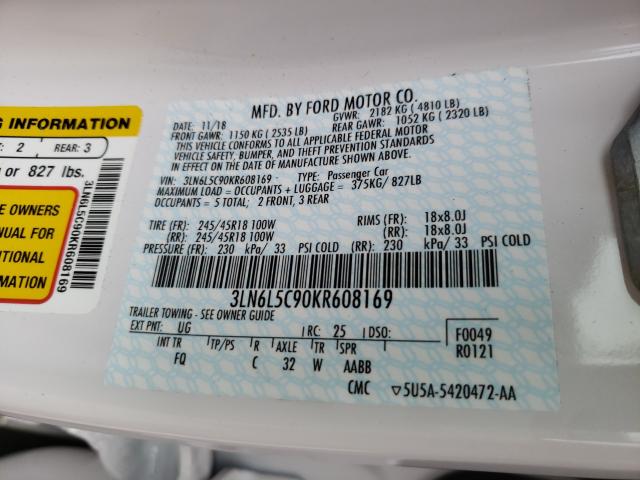 G INFORMATION
T: 2 REAR: 3
g or 827 lbs.
E OWNERS
NUAL FOR
ITIONAL
MATION
3LN6L5C90KR608169
MFD. BY FORD MOTOR CO.
DATE: 11/18 GVWR: 2182 KG ( 4810 LB)
FRONT GAWR: 1150 KG ( 2535 LB) REAR GAWR: 1052 KG ( 2320 LB)
THIS VEHICLE CONFORMS TO ALL APPLICABLE FEDERAL MOTOR
VEHICLE SAFETY, BUMPER, AND THEFT PREVENTION STANDARDS
IN EFFECT ON THE DATE OF MANUFACTURE SHOWN ABOVE.
VIN: 3LN6L5C90KR608169 TYPE: Passenger Car
MAXIMUM LOAD = OCCUPANTS + LUGGAGE = 375KG/ 827LB
OCCUPANTS = 5 TOTAL; 2 FRONT, 3 REAR
TIRE (FR): 245/45R18 100W RIMS (FR): 18x8.0J
(RR): 245/45R18 100W (RR): 18x8.0J
PRESSURE (FR): 230 kPa/ 33 PSI COLD (RR): 230 kPa/ 33 PSI COLD
3LN6L5C90KR608169
TRAILER TOWING - SEE OWNER GUIDE
EXT PNT: UG RC: 25 DSO: F0049
INT TR TP/PS R AXLE TR SPR R0121
FQ C 32 W AABB
CMC ▽5U5A-5420472-AA